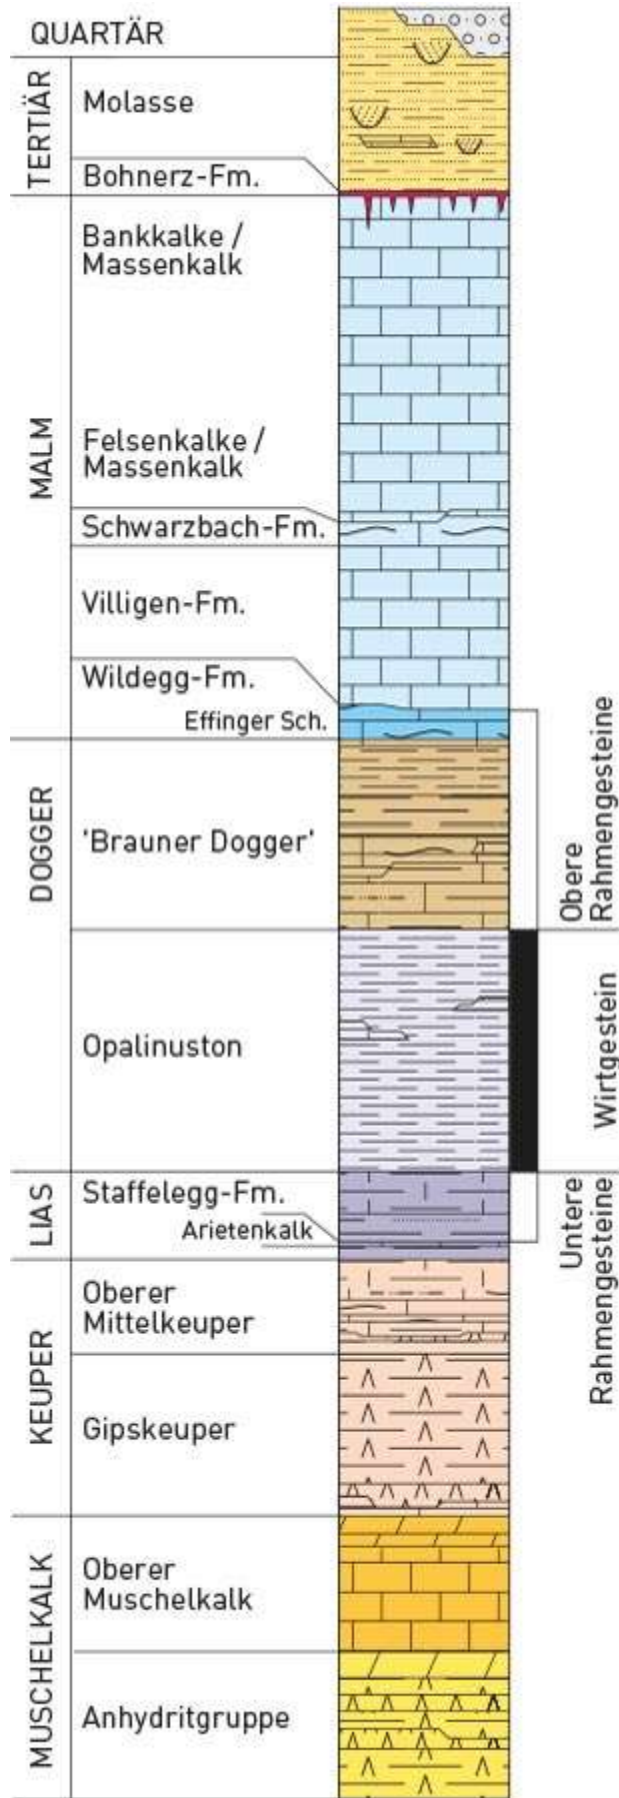 QUARTÄR
TERTIÄR
Molasse
Bohnerz-Fm.
MALM
Bankkalke /
Massenkalk
Felsenkalke /
Massenkalk
Schwarzbach-Fm.
Villigen-Fm.
Wildegg-Fm.
Effinger Sch.
DOGGER
'Brauner Dogger'
Opalinuston
LIAS
Staffelegg-Fm.
Arietenkalk
KEUPER
Oberer
Mittelkeuper
Gipskeuper
MUSCHELKALK
Oberer
Muschelkalk
Anhydritgruppe
Obere
Rahmengesteine
Wirtgestein
Untere
Rahmengesteine